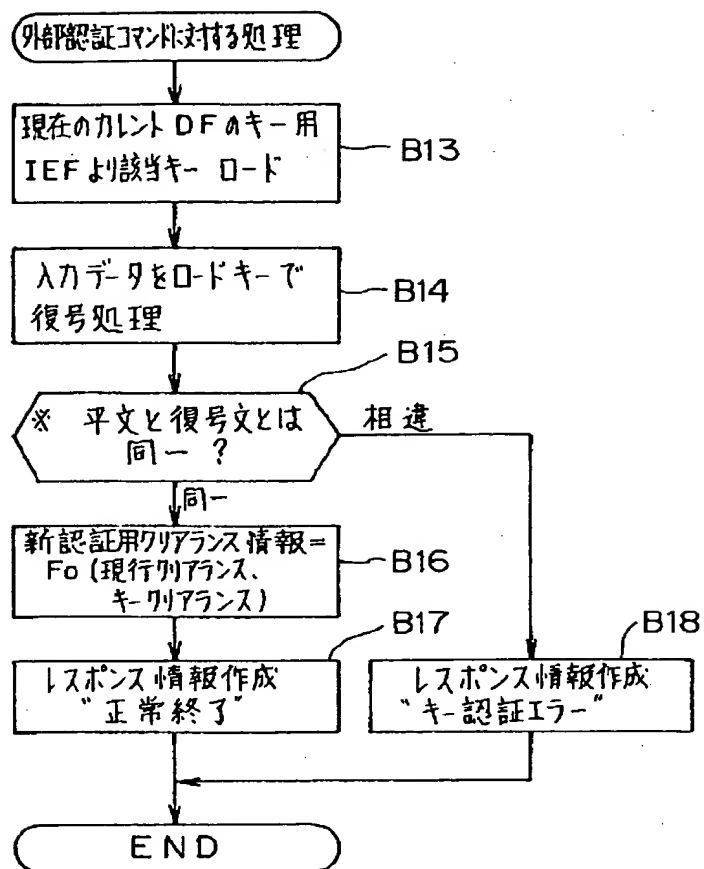 外部認証コマンドに対する処理
現在のカレントDFのキー用
IEFより該当キーロード
B13
入力データをロードキーで
復号処理
B14
B15
※ 平文と復号文とは
同一?
相違
同一
新認証用クリアランス情報=
Fo(現行クリアランス、
キークリアランス)
B16
B17
レスポンス情報作成
"正常終了"
B18
レスポンス情報作成
"キー認証エラー"
END